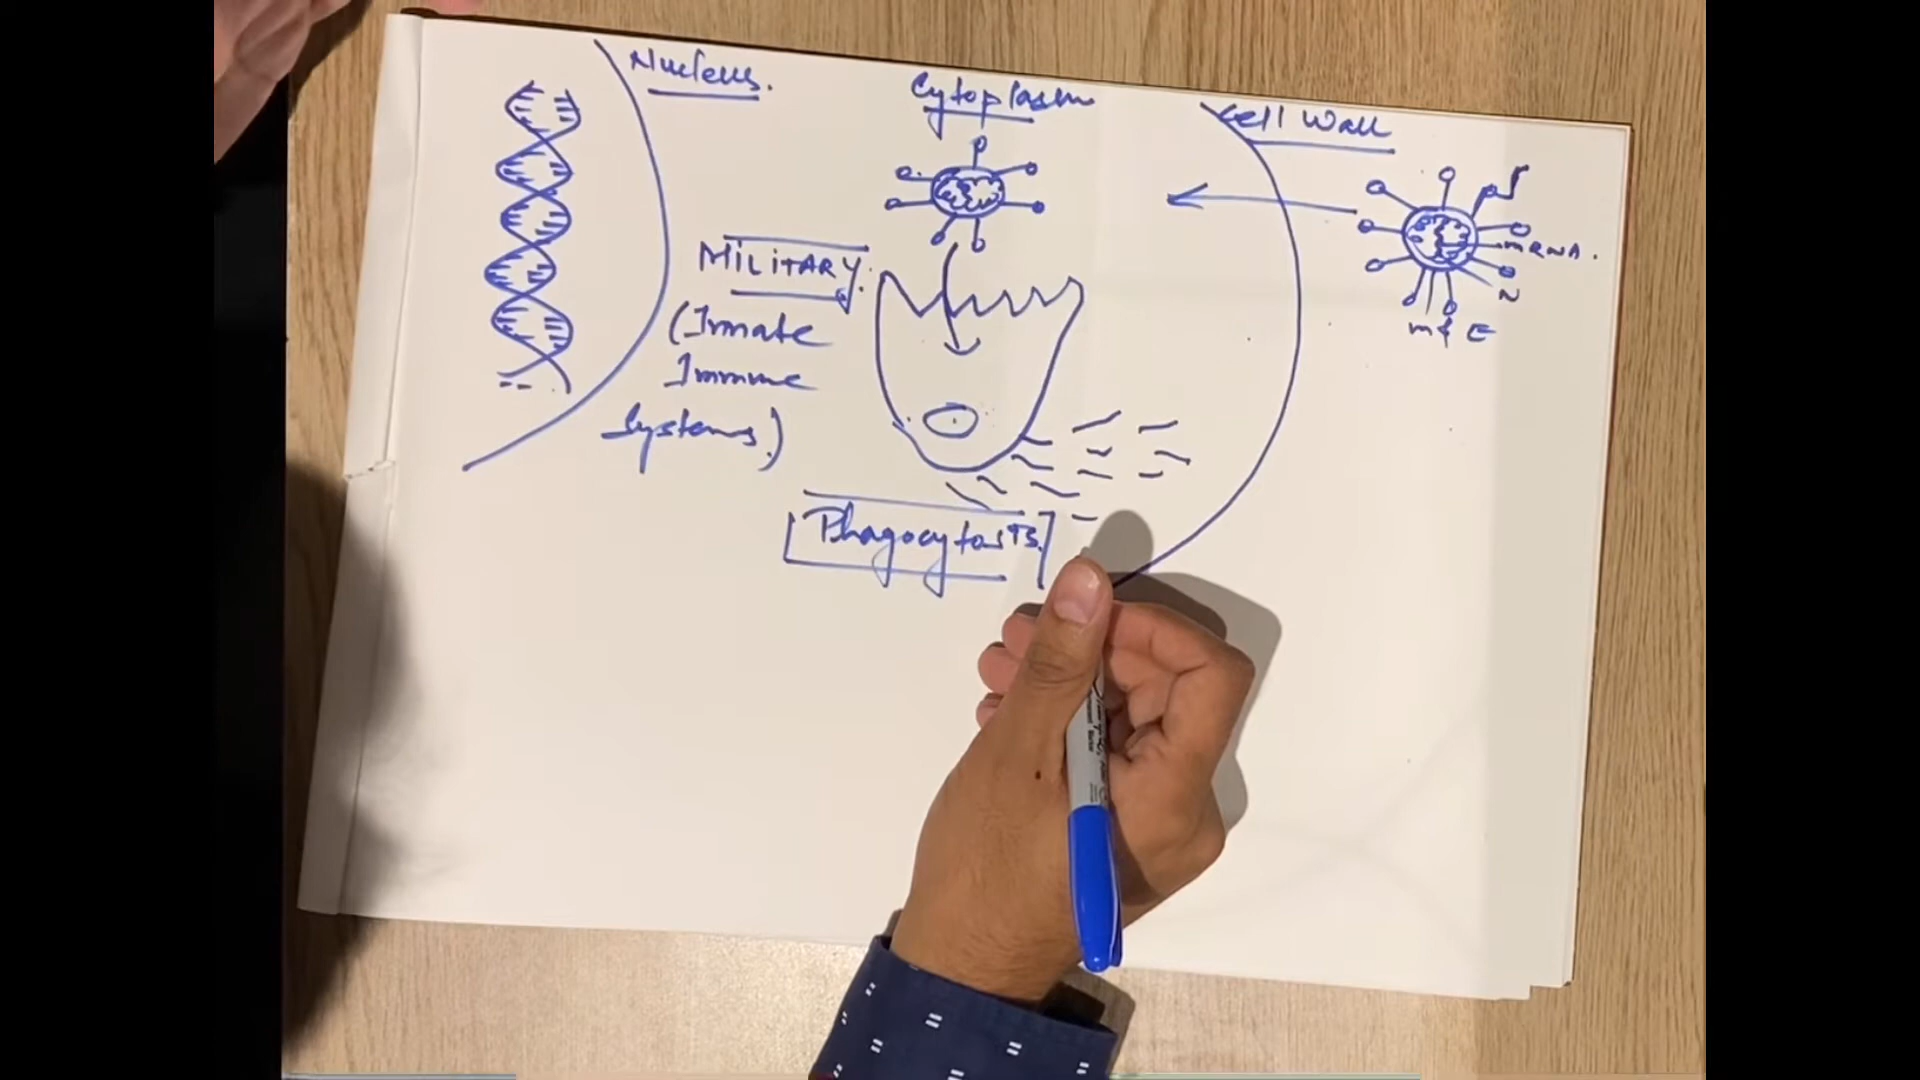 Nucleus.
Cytoplasm
Cell Wall
S
mRNA.
N
M & E
MILITARY.
(Innate
Immune
Systems.)
[Phagocytosis.]